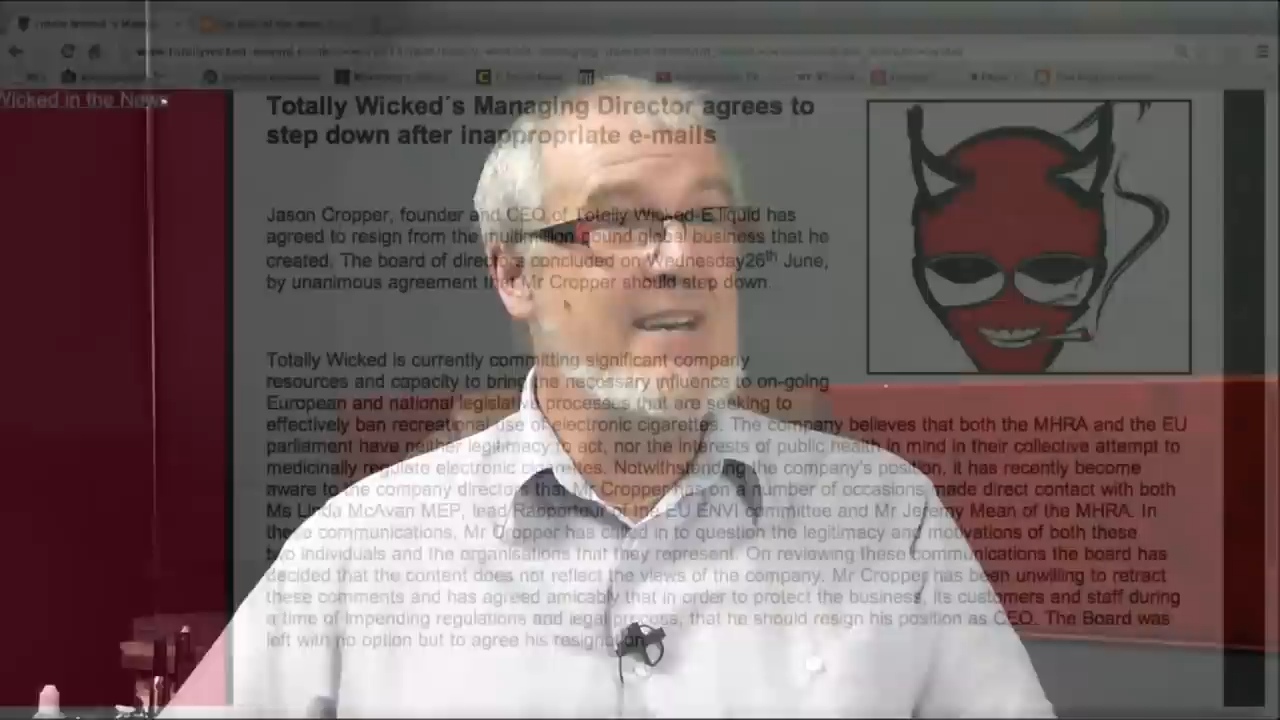 Wicked in the News
Totally Wicked´s Managing Director agrees to
step down after inappropriate e-mails
Jason Cropper, founder and CEO of Totally Wicked-E.liquid has
agreed to resign from the multimillion pound global business that he
created. The board of directors concluded on Wednesday26th June,
by unanimous agreement that Mr Cropper should step down.
Totally Wicked is currently committing significant company
resources and capacity to bring the necessary influence to on-going
European and national legislative processes that are seeking to
effectively ban recreational use of electronic cigarettes. The company believes that both the MHRA and the EU
parliament have neither legitimacy to act, nor the interests of public health in mind in their collective attempt to
medicinally regulate electronic cigarettes. Notwithstanding the company's position, it has recently become
aware to the company directors that Mr Cropper has on a number of occasions made direct contact with both
Ms Linda McAvan MEP, lead Rapporteur of the EU ENVI committee and Mr Jeremy Mean of the MHRA. In
these communications, Mr Cropper has called in to question the legitimacy and motivations of both these
two individuals and the organisations that they represent. On reviewing these communications the board has
decided that the content does not reflect the views of the company. Mr Cropper has been unwilling to retract
these comments and has agreed amicably that in order to protect the business, its customers and staff during
a time of impending regulations and legal process, that he should resign his position as CEO. The Board was
left with no option but to agree his resignation.